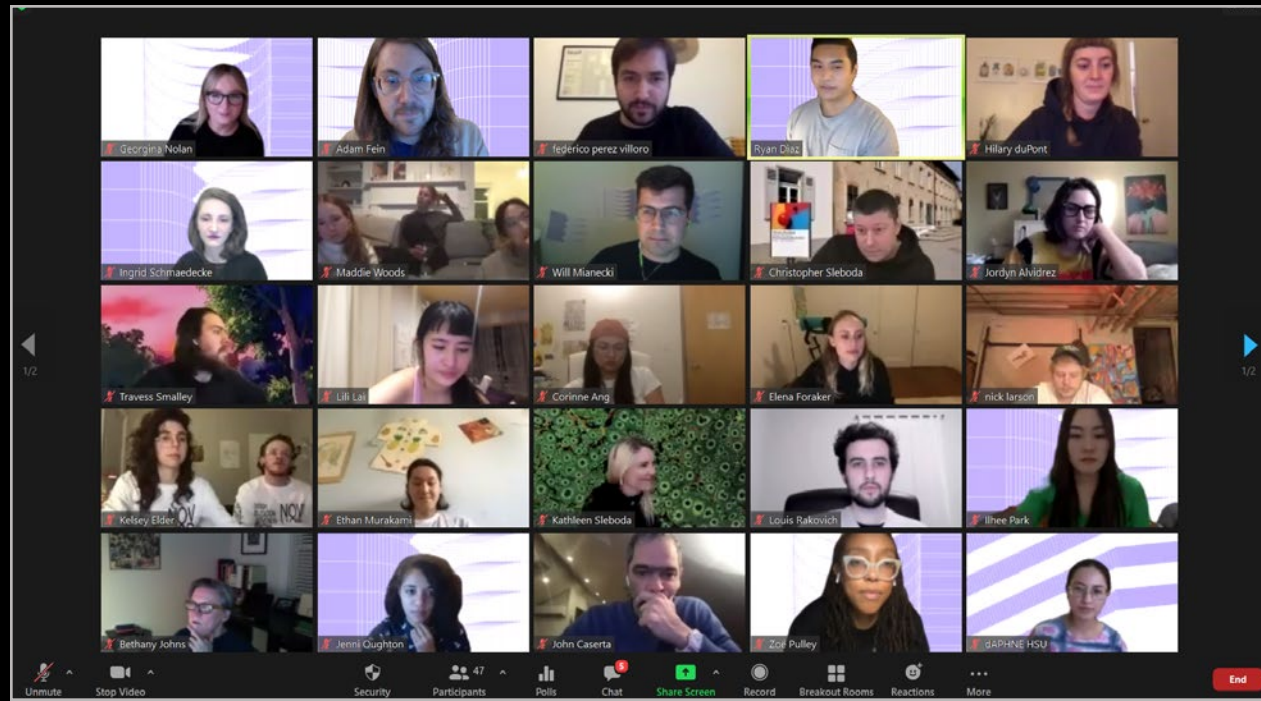 Georgina Nolan
Adam Fein
federico perez villoro
Ryan Diaz
Hilary duPont
Ingrid Schmaedecke
Maddie Woods
Will Mianecki
Christopher Sleboda
Jordyn Alvidrez
1/2
1/2
Travess Smalley
Lili Lai
Corinne Ang
Elena Foraker
nick larson
NOV
NOV
Kelsey Elder
Ethan Murakami
Kathleen Sleboda
Louis Rakovich
Ilhee Park
Bethany Johns
Jenni Oughton
John Caserta
Zoe Pulley
dAPHNE HSU
47
5
Unmute
Stop Video
Security
Participants
Polls
Chat
Share Screen
Record
Breakout Rooms
Reactions
More
End